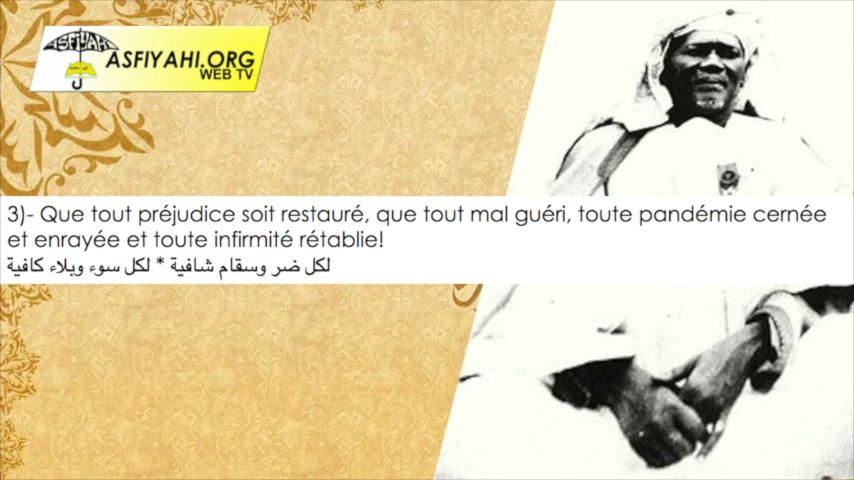 ASFIYAHI
ASFIYAHI.ORG
WEB TV
3)- Que tout préjudice soit restauré, que tout mal guéri, toute pandémie cernée
et enrayée et toute infirmité rétablie!
لكل ضر وسقام شافية * لكل سوء وبلاء كافية